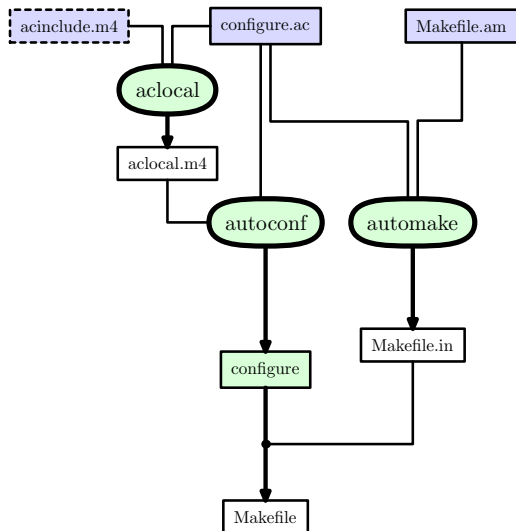 acinclude.m4
configure.ac
Makefile.am
aclocal
aclocal.m4
autoconf
automake
Makefile.in
configure
Makefile